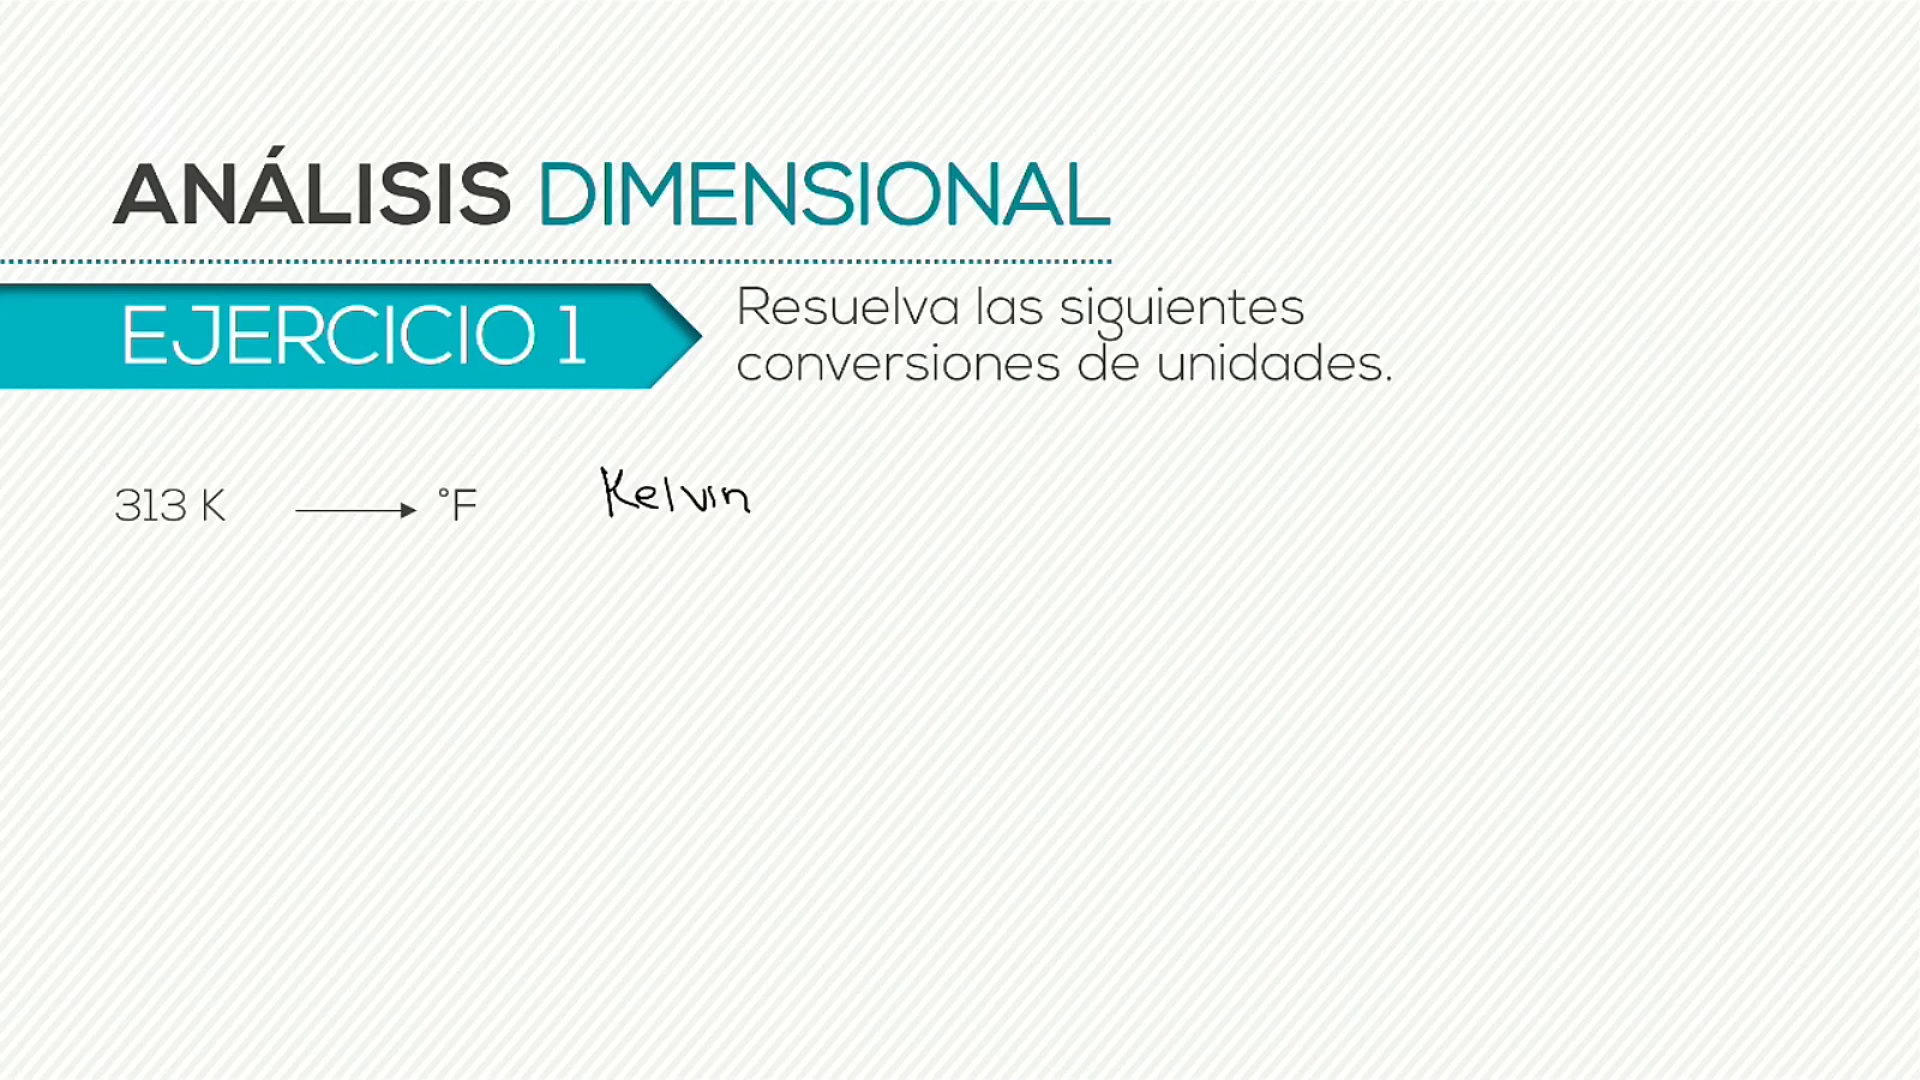 ANÁLISIS DIMENSIONAL
EJERCICIO 1
Resuelva las siguientes
conversiones de unidades.
313 K °F Kelvin